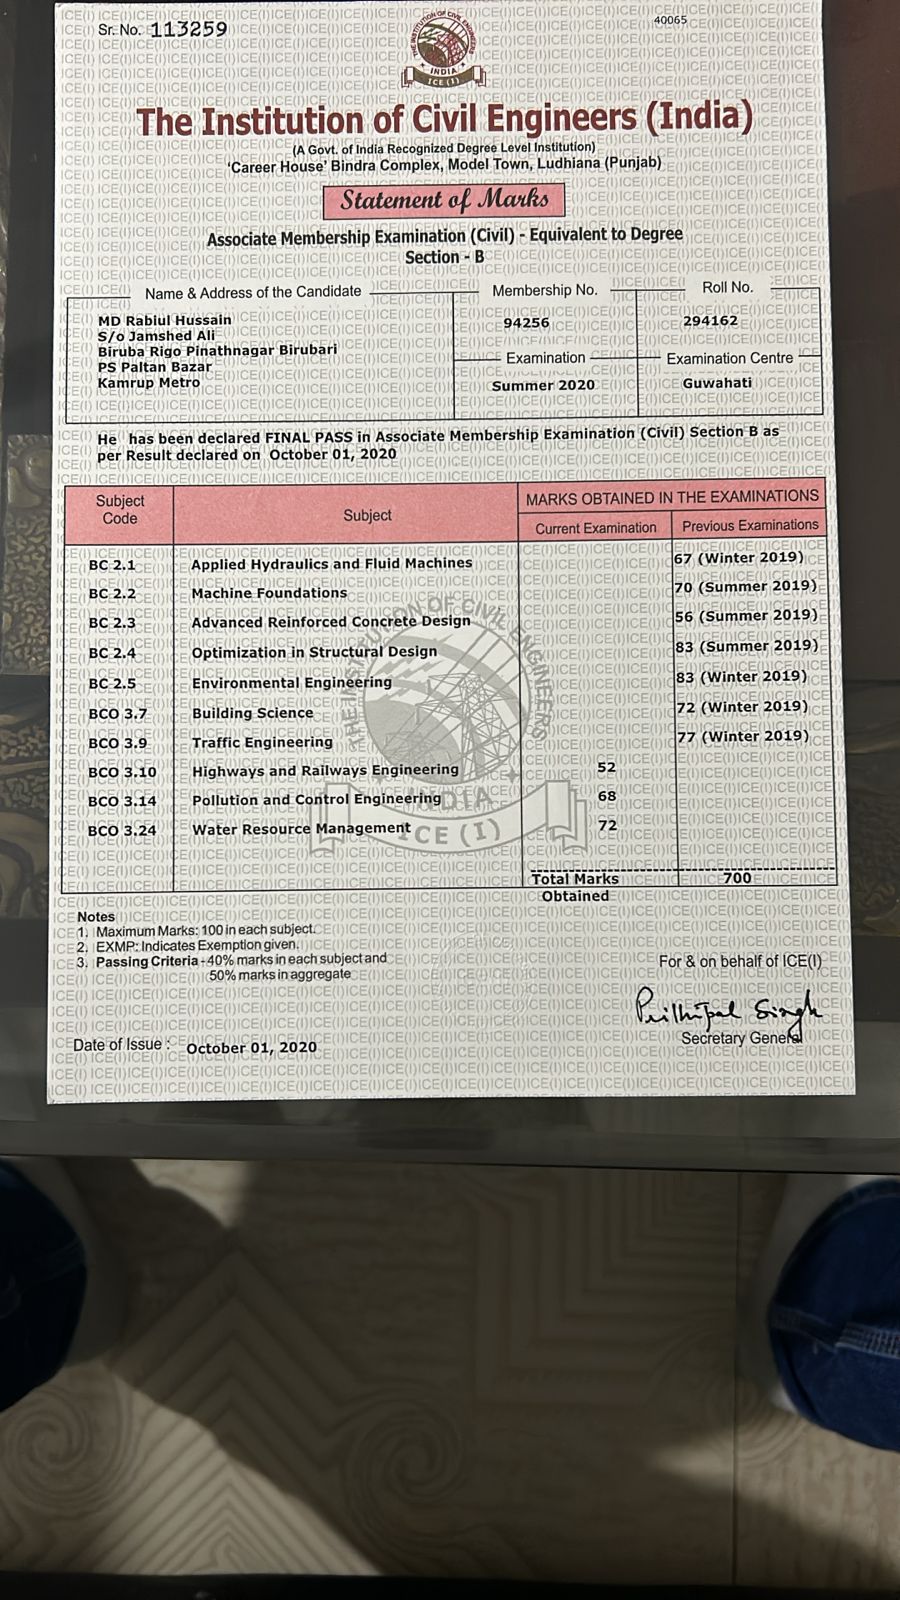 Sr. No. 113259
40065
THE INSTITUTION OF CIVIL ENGINEERS
INDIA
ICE (I)
The Institution of Civil Engineers (India)
(A Govt. of India Recognized Degree Level Institution)
'Career House' Bindra Complex, Model Town, Ludhiana (Punjab)
Statement of Marks
Associate Membership Examination (Civil) - Equivalent to Degree
Section - B
Name & Address of the Candidate
MD Rabiul Hussain
S/o Jamshed Ali
Biruba Rigo Pinathnagar Birubari
PS Paltan Bazar
Kamrup Metro
Membership No.
94256
Roll No.
294162
Examination
Summer 2020
Examination Centre
Guwahati
He has been declared FINAL PASS in Associate Membership Examination (Civil) Section B as
per Result declared on October 01, 2020
Subject Code
Subject
MARKS OBTAINED IN THE EXAMINATIONS
Current Examination
Previous Examinations
BC 2.1 Applied Hydraulics and Fluid Machines 67 (Winter 2019)
BC 2.2 Machine Foundations 70 (Summer 2019)
BC 2.3 Advanced Reinforced Concrete Design 56 (Summer 2019)
BC 2.4 Optimization in Structural Design 83 (Summer 2019)
BC 2.5 Environmental Engineering 83 (Winter 2019)
BCO 3.7 Building Science 72 (Winter 2019)
BCO 3.9 Traffic Engineering 77 (Winter 2019)
BCO 3.10 Highways and Railways Engineering 52
BCO 3.14 Pollution and Control Engineering 68
BCO 3.24 Water Resource Management 72
THE INSTITUTION OF CIVIL ENGINEERS
INDIA
ICE (I)
Total Marks 700
Obtained
Notes
1. Maximum Marks: 100 in each subject.
2. EXMP: Indicates Exemption given.
3. Passing Criteria - 40% marks in each subject and
50% marks in aggregate
For & on behalf of ICE(I)
Prithipal Singh
Secretary General
Date of Issue : October 01, 2020